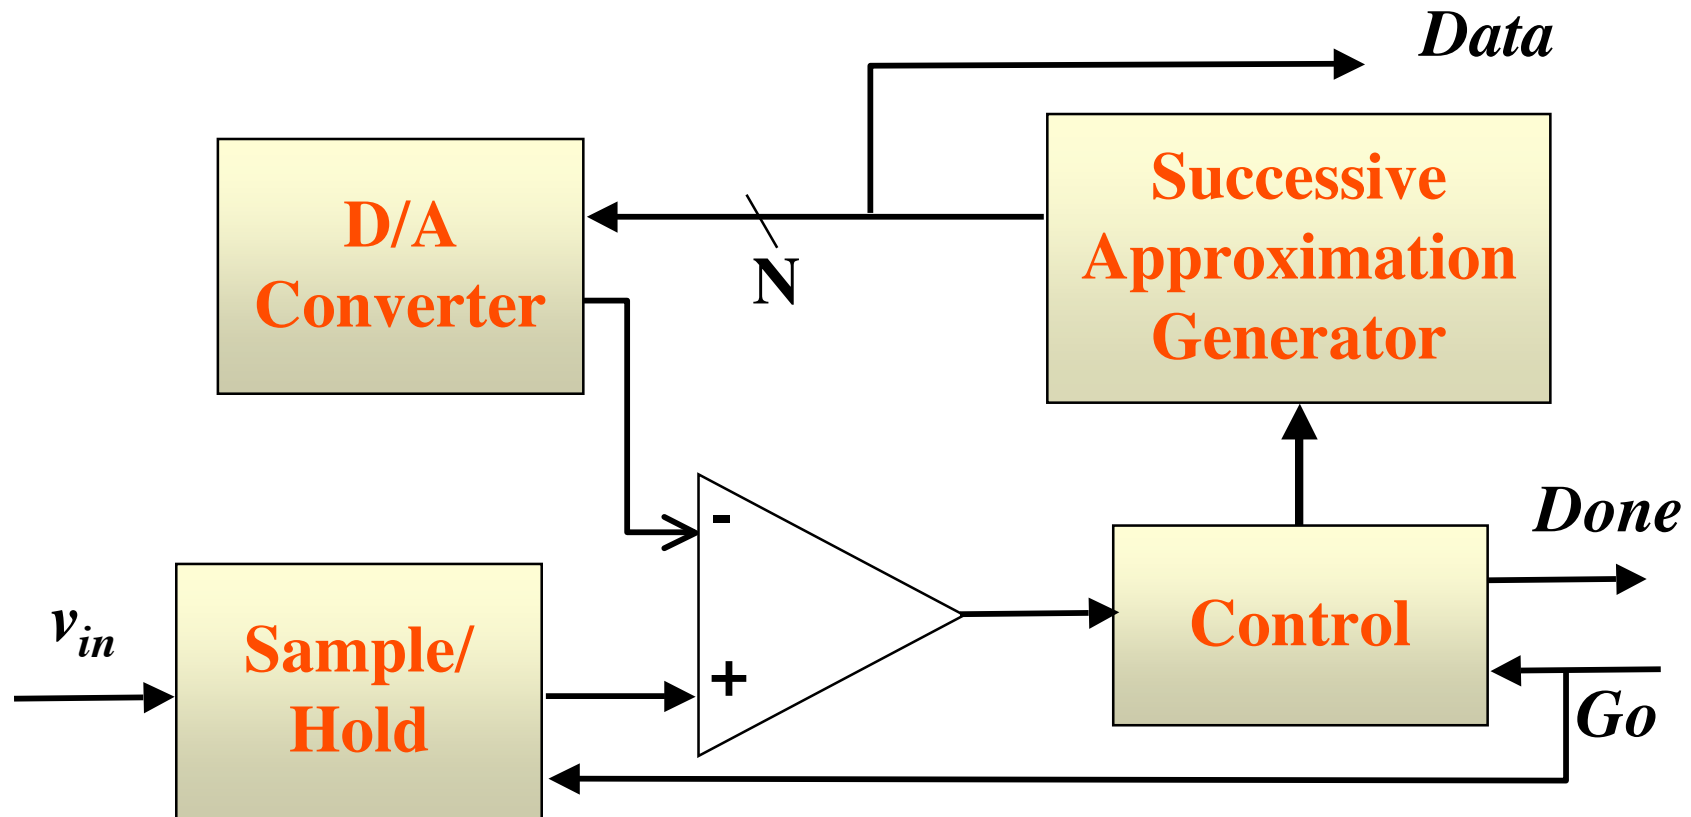 Data
Successive
Approximation
Generator
D/A
Converter
N
-
+
Done
Control
Go
v_in
Sample/
Hold